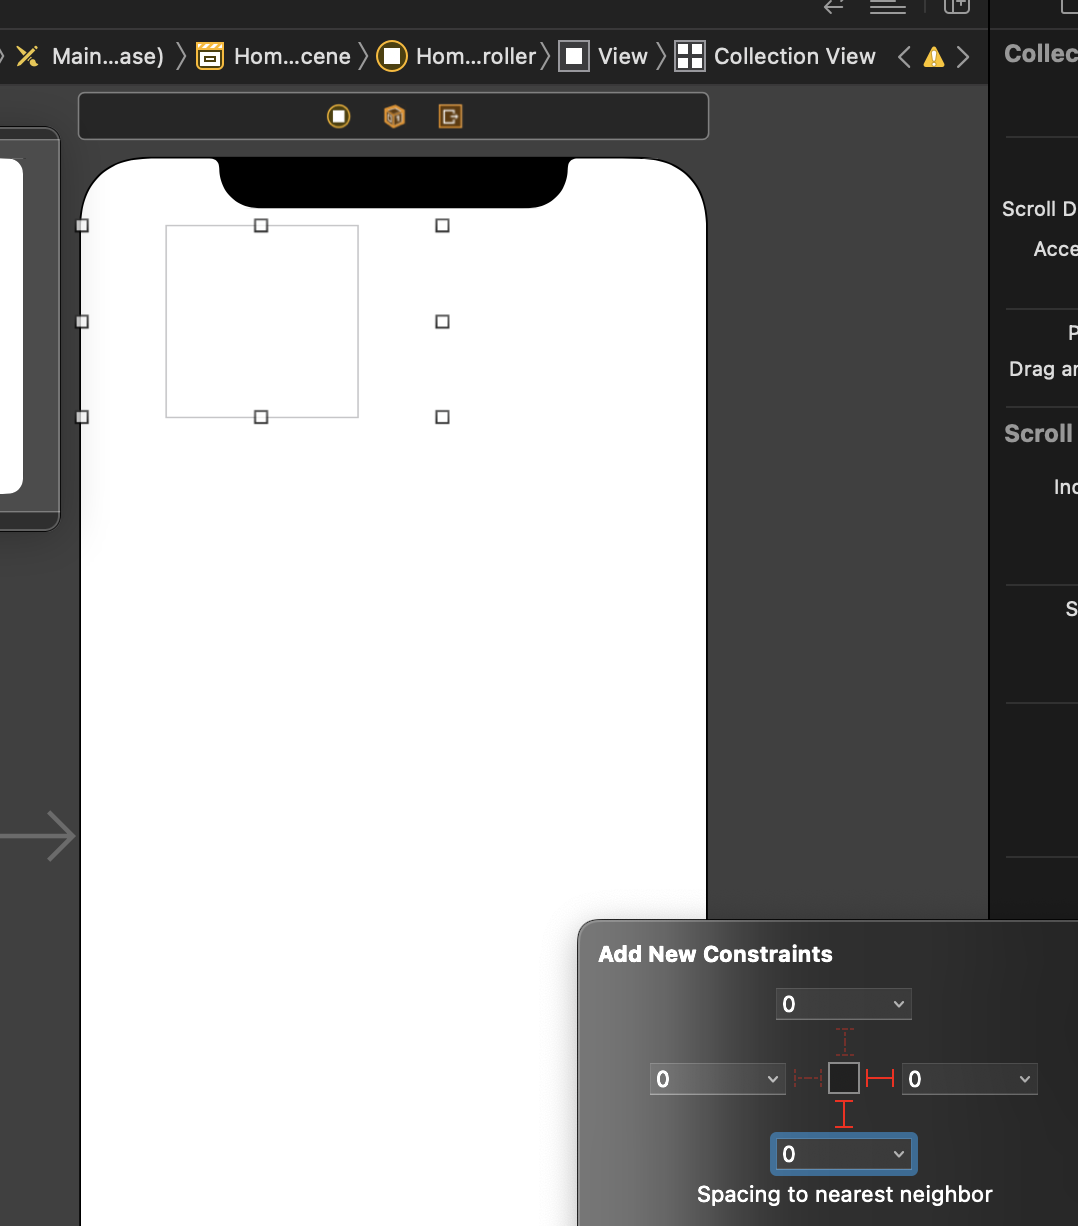 Main...ase) Hom...cene Hom...roller View Collection View
Collec
Scroll D
Acce
P
Drag ar
Scroll
Inc
S
Add New Constraints
0
0 0
0
Spacing to nearest neighbor